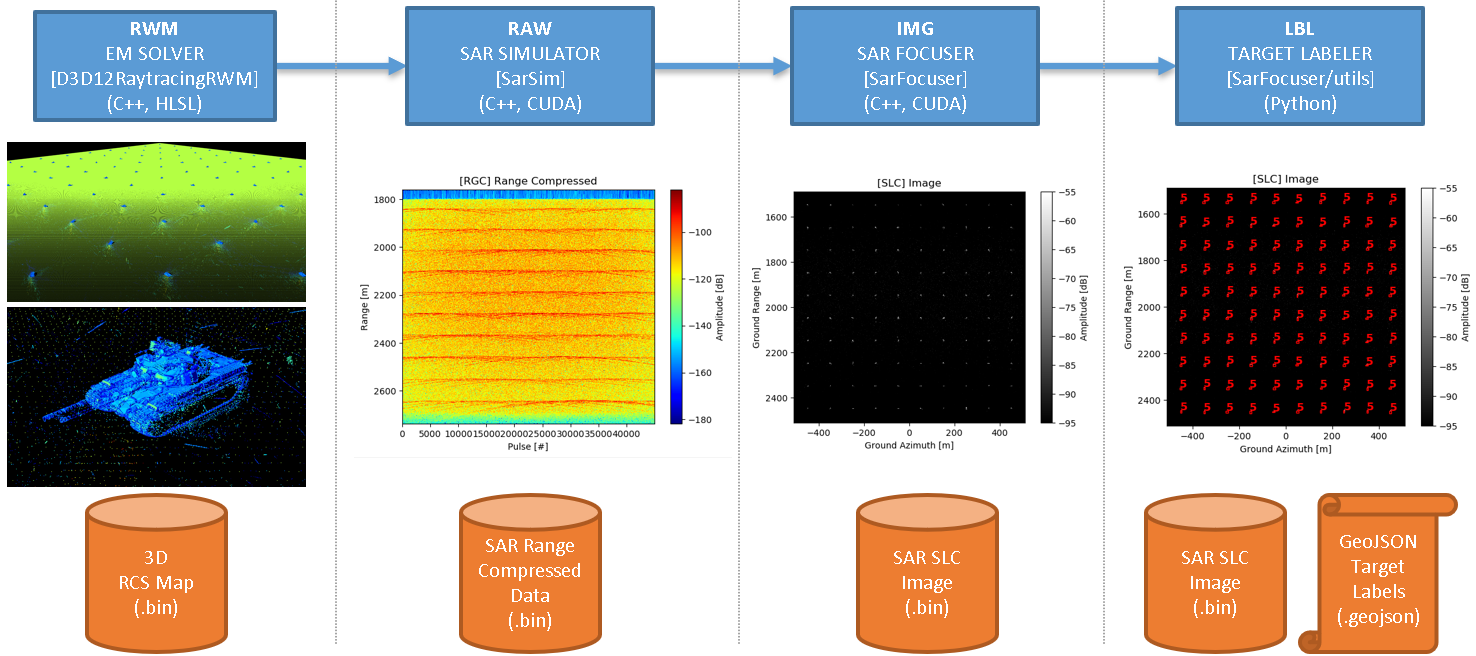 RWM
EM SOLVER
[D3D12RaytracingRWM]
(C++, HLSL)
RAW
SAR SIMULATOR
[SarSim]
(C++, CUDA)
IMG
SAR FOCUSER
[SarFocuser]
(C++, CUDA)
LBL
TARGET LABELER
[SarFocuser/utils]
(Python)
[RGC] Range Compressed
Range [m]
1800
2000
2200
2400
2600
0 5000 10000 15000 20000 25000 30000 35000 40000
Pulse [#]
−100
−120
−140
−160
−180
Amplitude [dB]
[SLC] Image
Ground Range [m]
1600
1800
2000
2200
2400
−400 −200 0 200 400
Ground Azimuth [m]
−55
−60
−65
−70
−75
−80
−85
−90
−95
Amplitude [dB]
[SLC] Image
Ground Range [m]
1600
1800
2000
2200
2400
−400 −200 0 200 400
Ground Azimuth [m]
−55
−60
−65
−70
−75
−80
−85
−90
−95
Amplitude [dB]
3D
RCS Map
(.bin)
SAR Range
Compressed
Data
(.bin)
SAR SLC
Image
(.bin)
SAR SLC
Image
(.bin)
GeoJSON
Target
Labels
(.geojson)